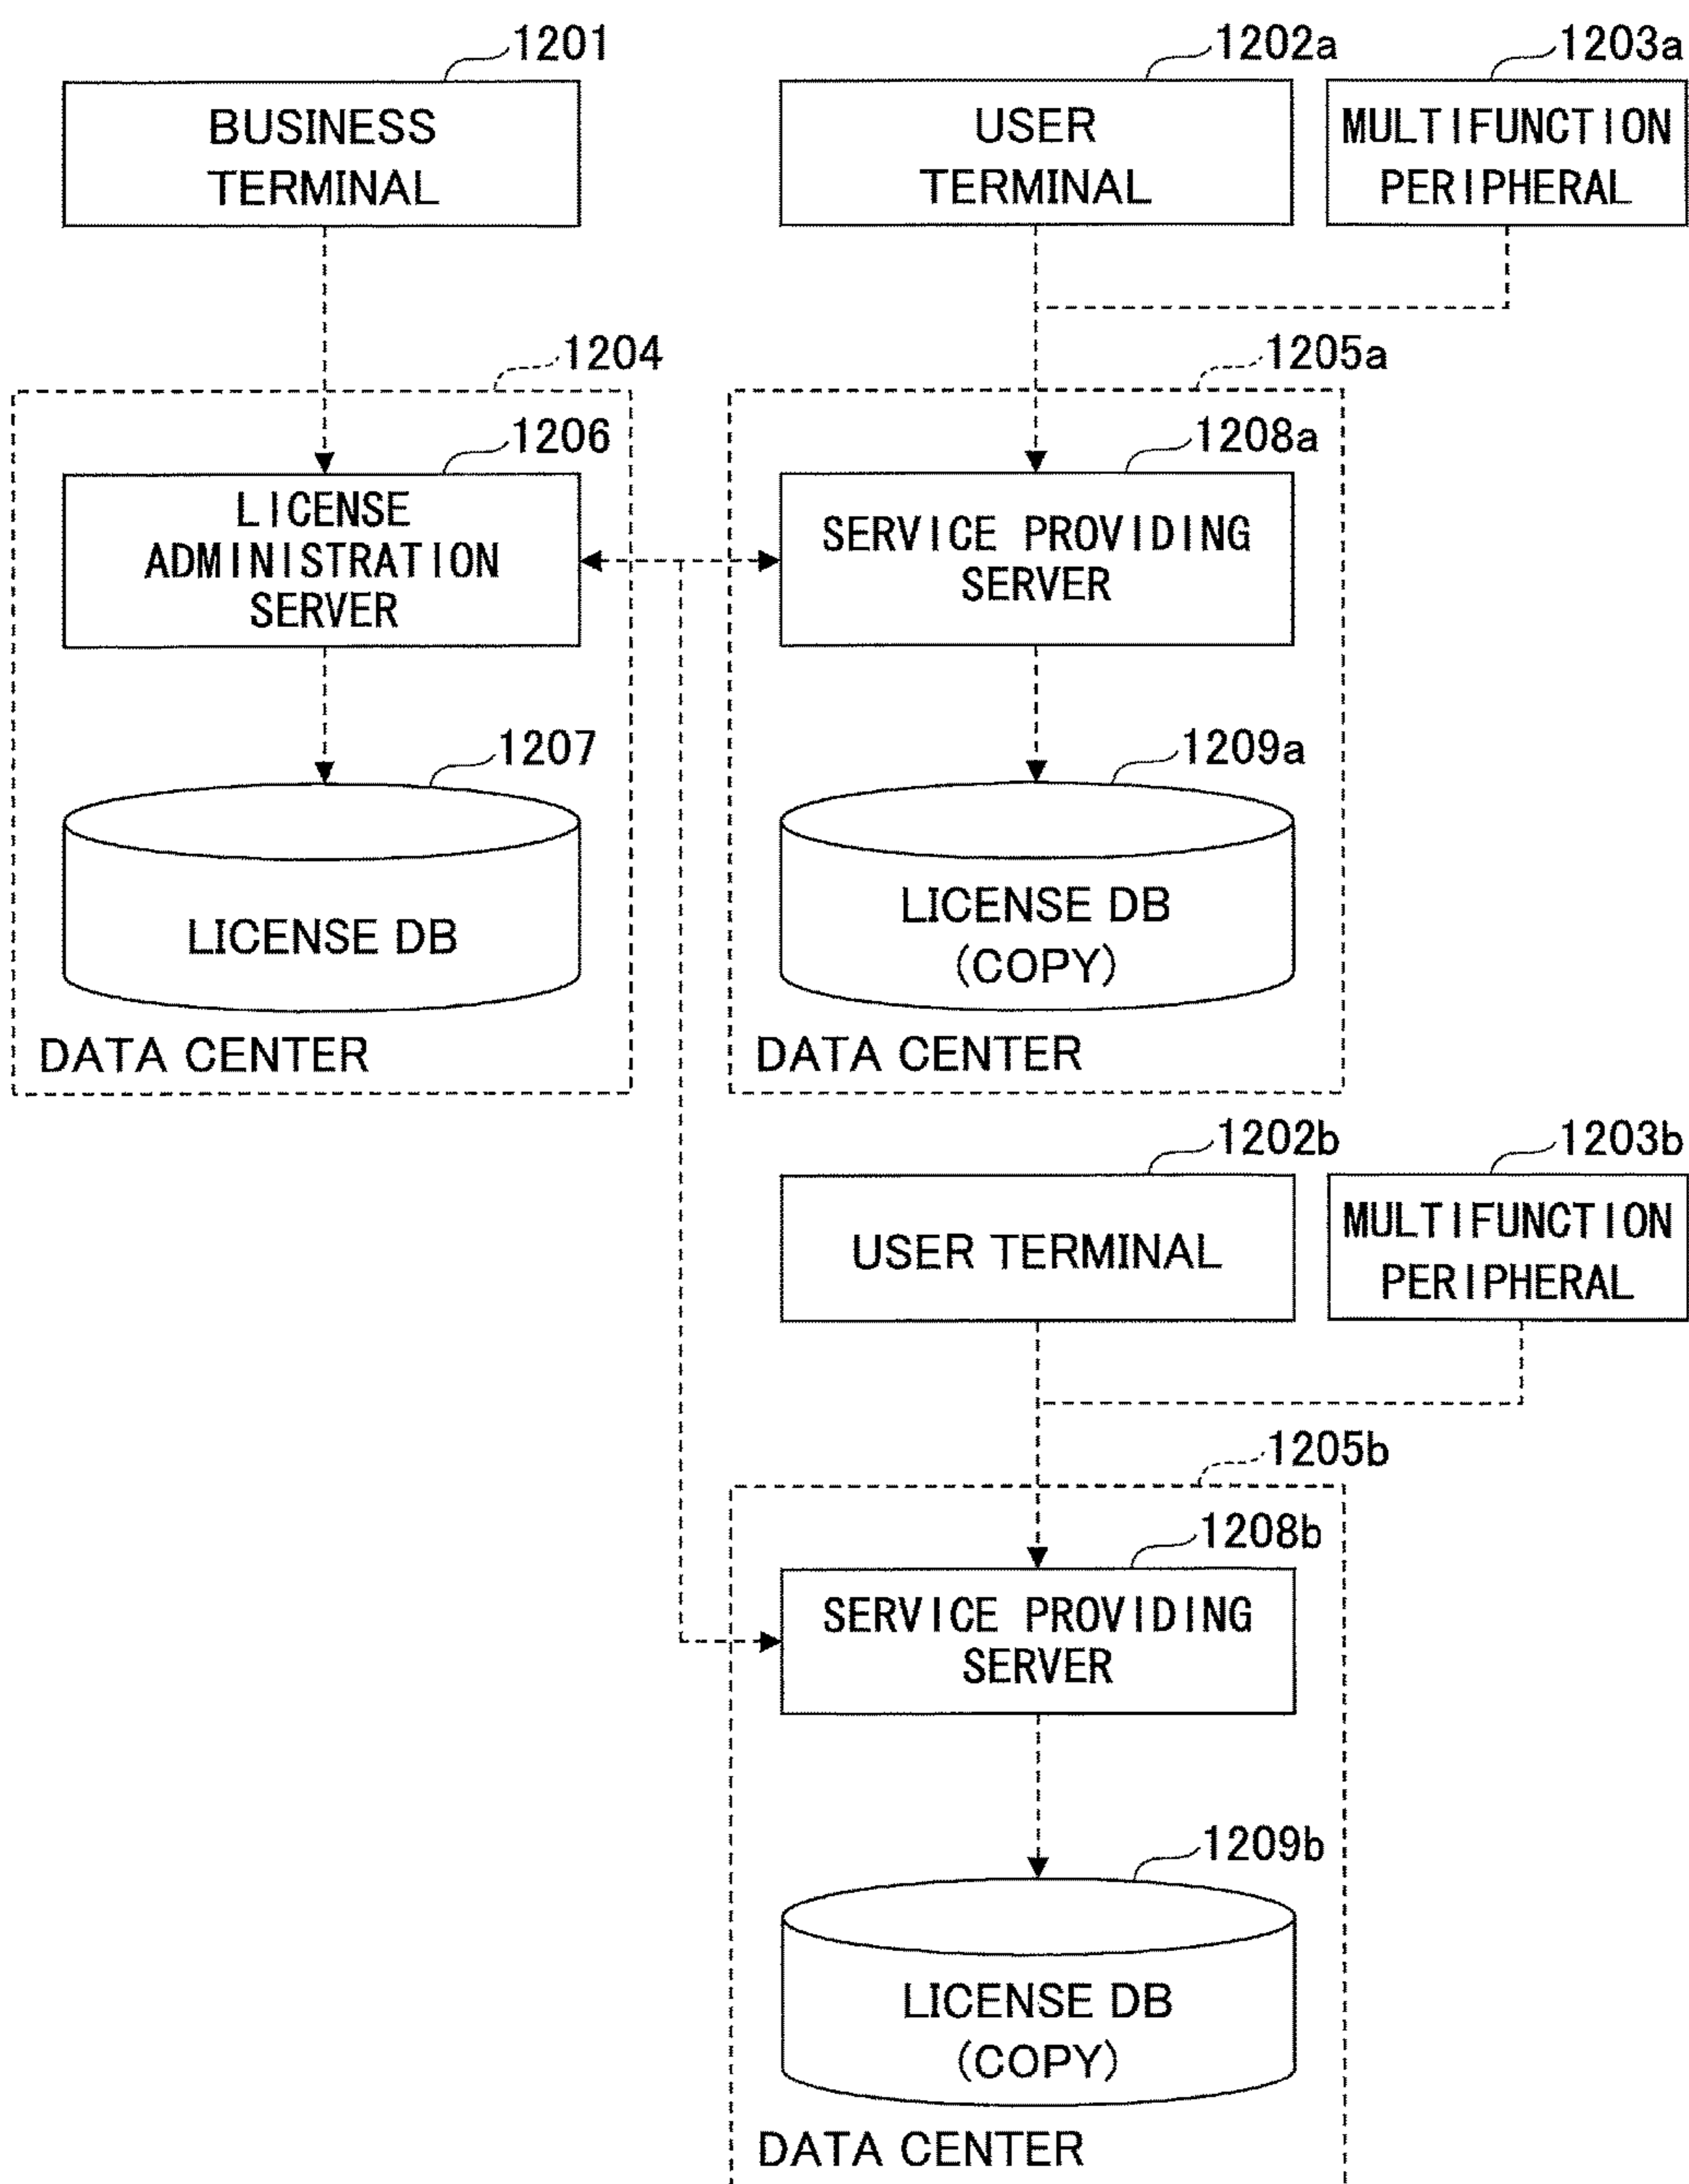 1201
BUSINESS
TERMINAL
1202a
USER
TERMINAL
1203a
MULTIFUNCTION
PERIPHERAL
1204
1206
LICENSE
ADMINISTRATION
SERVER
1207
LICENSE DB
DATA CENTER
1205a
1208a
SERVICE PROVIDING
SERVER
1209a
LICENSE DB
(COPY)
DATA CENTER
1202b
USER TERMINAL
1203b
MULTIFUNCTION
PERIPHERAL
1205b
1208b
SERVICE PROVIDING
SERVER
1209b
LICENSE DB
(COPY)
DATA CENTER